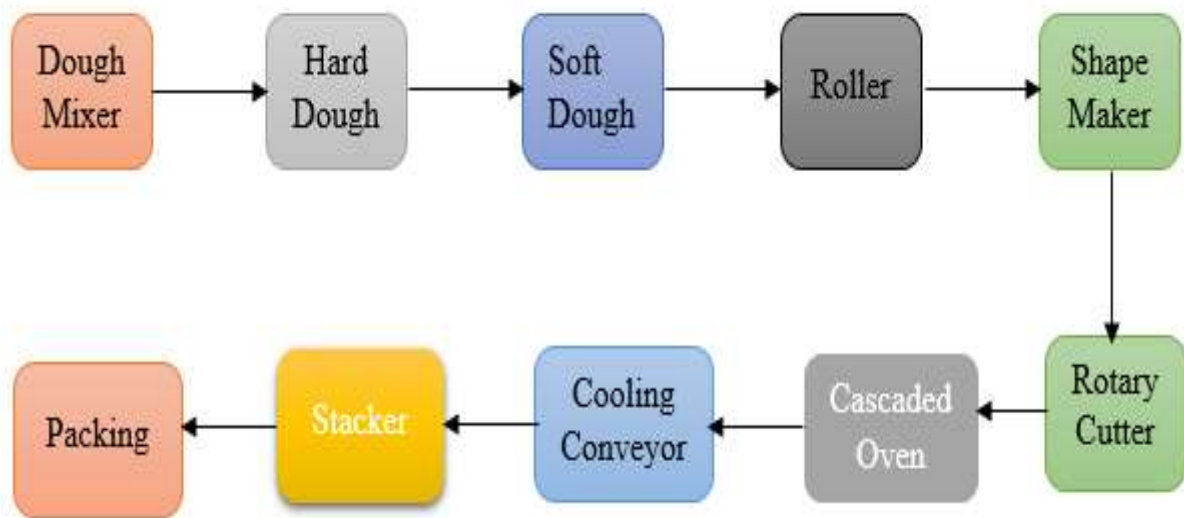 Dough
Mixer
Hard
Dough
Soft
Dough
Roller
Shape
Maker
Rotary
Cutter
Cascaded
Oven
Cooling
Conveyor
Stacker
Packing